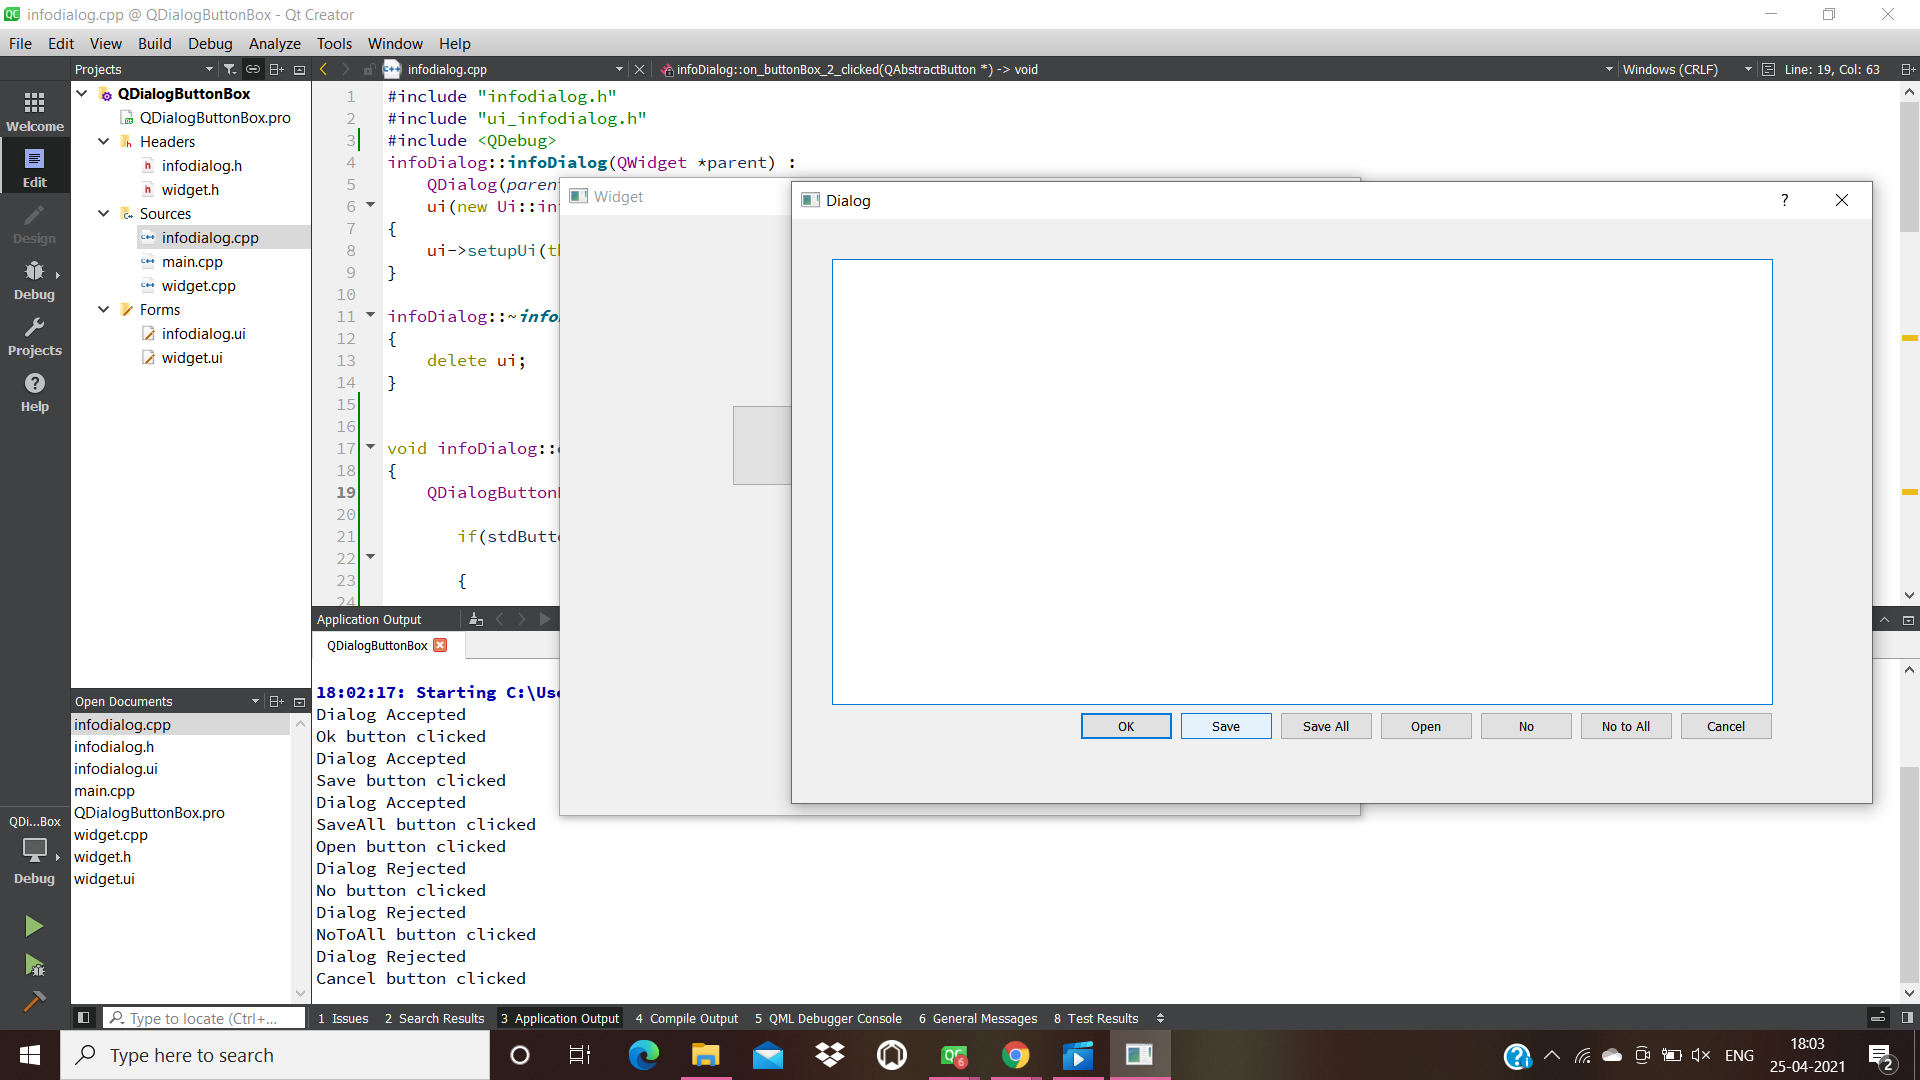 infodialog.cpp @ QDialogButtonBox - Qt Creator
File Edit View Build Debug Analyze Tools Window Help
Projects
infodialog.cpp
infoDialog::on_buttonBox_2_clicked(QAbstractButton *) -> void
Windows (CRLF)
Line: 19, Col: 63
Welcome
Edit
Design
Debug
Projects
Help
QDi...Box
Debug
QDialogButtonBox
QDialogButtonBox.pro
Headers
infodialog.h
widget.h
Sources
infodialog.cpp
main.cpp
widget.cpp
Forms
infodialog.ui
widget.ui
Open Documents
infodialog.cpp
infodialog.h
infodialog.ui
main.cpp
QDialogButtonBox.pro
widget.cpp
widget.h
widget.ui
1 #include "infodialog.h"
2 #include "ui_infodialog.h"
3 #include <QDebug>
4 infoDialog::infoDialog(QWidget *parent) :
5 QDialog(paren
6 ui(new Ui::in
7 {
8 ui->setupUi(t
9 }
10
11 infoDialog::~info
12 {
13 delete ui;
14 }
15
16
17 void infoDialog::
18 {
19 QDialogButton
20
21 if(stdButt
22
23 {
24
Widget
Dialog
?
OK
Save
Save All
Open
No
No to All
Cancel
Application Output
QDialogButtonBox
18:02:17: Starting C:\Use
Dialog Accepted
Ok button clicked
Dialog Accepted
Save button clicked
Dialog Accepted
SaveAll button clicked
Open button clicked
Dialog Rejected
No button clicked
Dialog Rejected
NoToAll button clicked
Dialog Rejected
Cancel button clicked
Type to locate (Ctrl+...
1 Issues
2 Search Results
3 Application Output
4 Compile Output
5 QML Debugger Console
6 General Messages
8 Test Results
Type here to search
ENG
18:03
25-04-2021
2